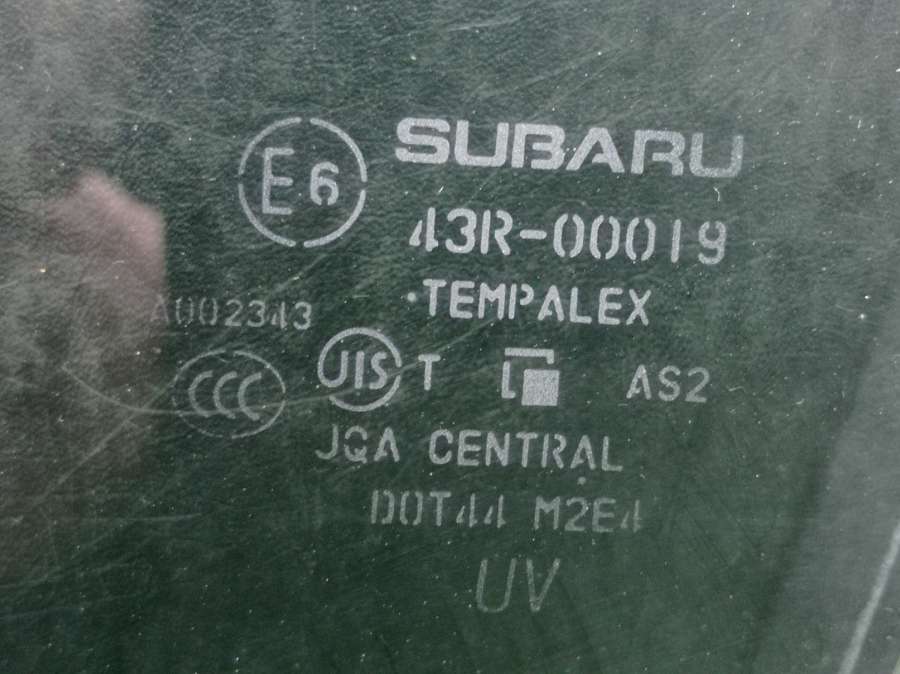 E6 SUBARU
43R-00019
TEMPALEX
A002343
CCC JIS T AS2
JQA CENTRAL
DOT44 M2E4
UV